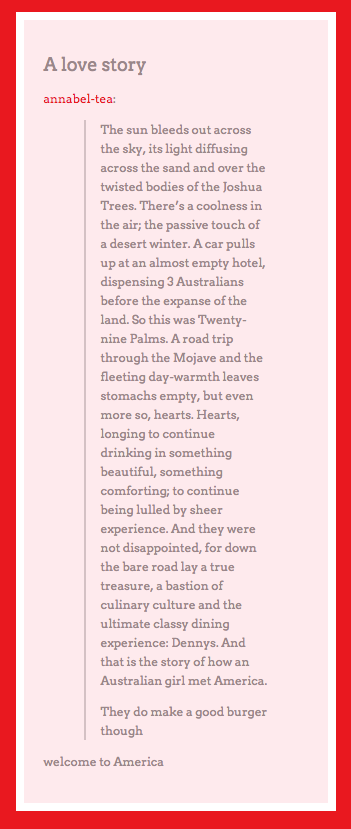 A love story
annabel-tea:
The sun bleeds out across
the sky, its light diffusing
across the sand and over the
twisted bodies of the Joshua
Trees. There’s a coolness in
the air; the passive touch of
a desert winter. A car pulls
up at an almost empty hotel,
dispensing 3 Australians
before the expanse of the
land. So this was Twenty-
nine Palms. A road trip
through the Mojave and the
fleeting day-warmth leaves
stomachs empty, but even
more so, hearts. Hearts,
longing to continue
drinking in something
beautiful, something
comforting; to continue
being lulled by sheer
experience. And they were
not disappointed, for down
the bare road lay a true
treasure, a bastion of
culinary culture and the
ultimate classy dining
experience: Dennys. And
that is the story of how an
Australian girl met America.
They do make a good burger
though
welcome to America